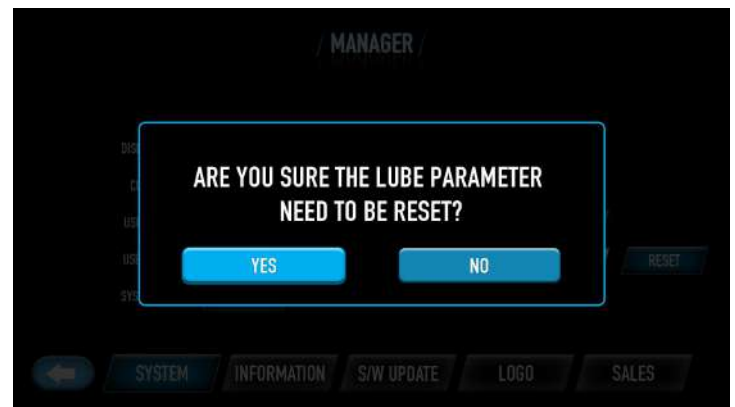 / MANAGER /
ARE YOU SURE THE LUBE PARAMETER
NEED TO BE RESET?
YES NO
RESET
SYSTEM INFORMATION S/W UPDATE LOGO SALES